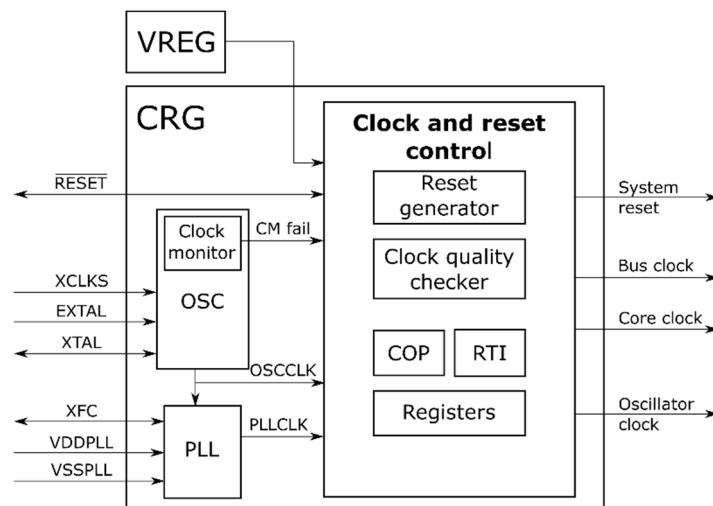 VREG
CRG
Clock and reset
control
RESET
Reset
generator
System
reset
Clock
monitor
CM fail
Clock quality
checker
Bus clock
XCLKS
OSC
EXTAL
Core clock
XTAL
COP
RTI
OSCCLK
XFC
Registers
Oscillator
clock
PLLCLK
PLL
VDDPLL
VSSPLL